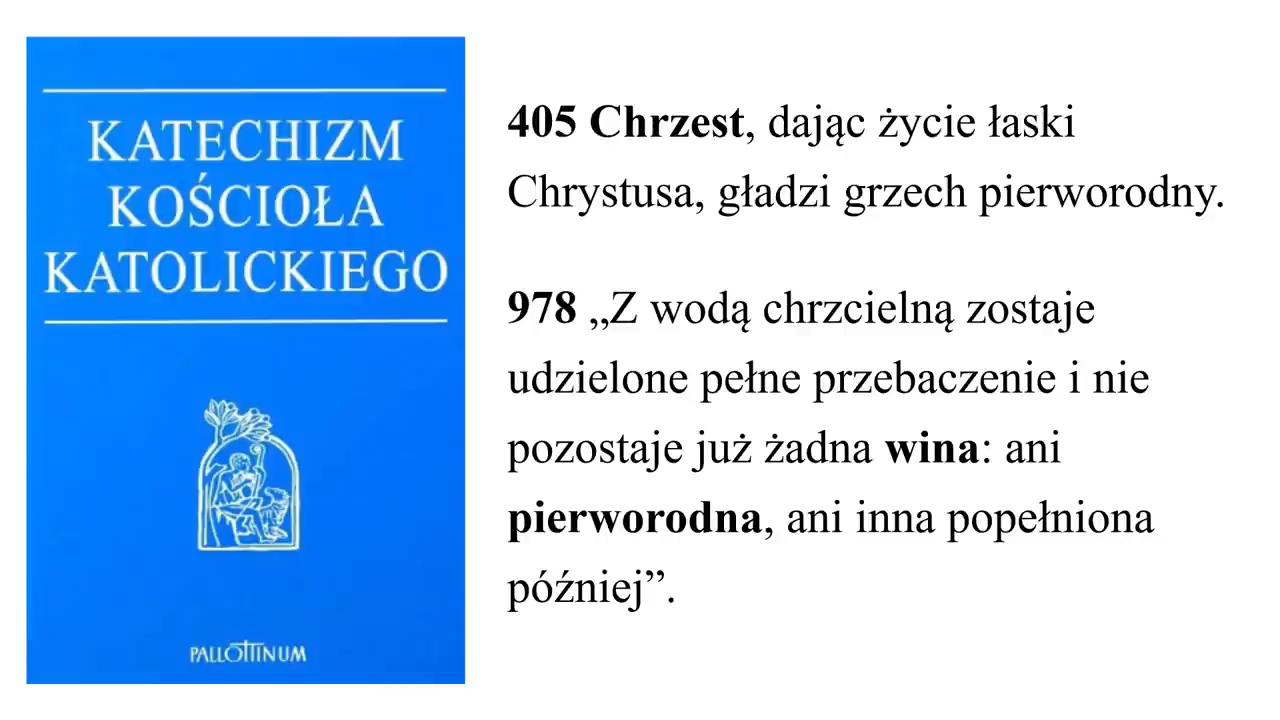 KATECHIZM
KOŚCIOŁA
KATOLICKIEGO
PALLOTTINUM
405 Chrzest, dając życie łaski
Chrystusa, gładzi grzech pierworodny.
978 „Z wodą chrzcielną zostaje
udzielone pełne przebaczenie i nie
pozostaje już żadna wina: ani
pierworodna, ani inna popełniona
później”.